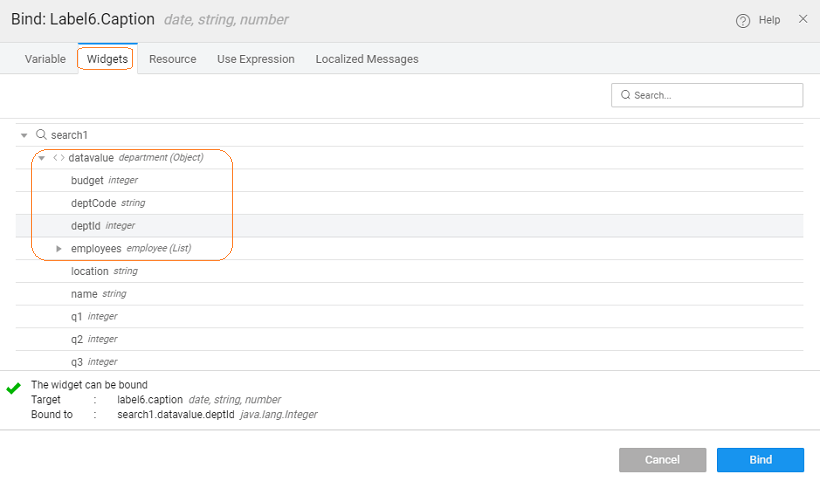 Bind: Label6.Caption date, string, number
Help
Variable Widgets Resource Use Expression Localized Messages
Search...
search1
datavalue department (Object)
budget integer
deptCode string
deptId integer
employees employee (List)
location string
name string
q1 integer
q2 integer
q3 integer
The widget can be bound
Target : label6.caption date, string, number
Bound to : search1.datavalue.deptId java.lang.Integer
Cancel Bind